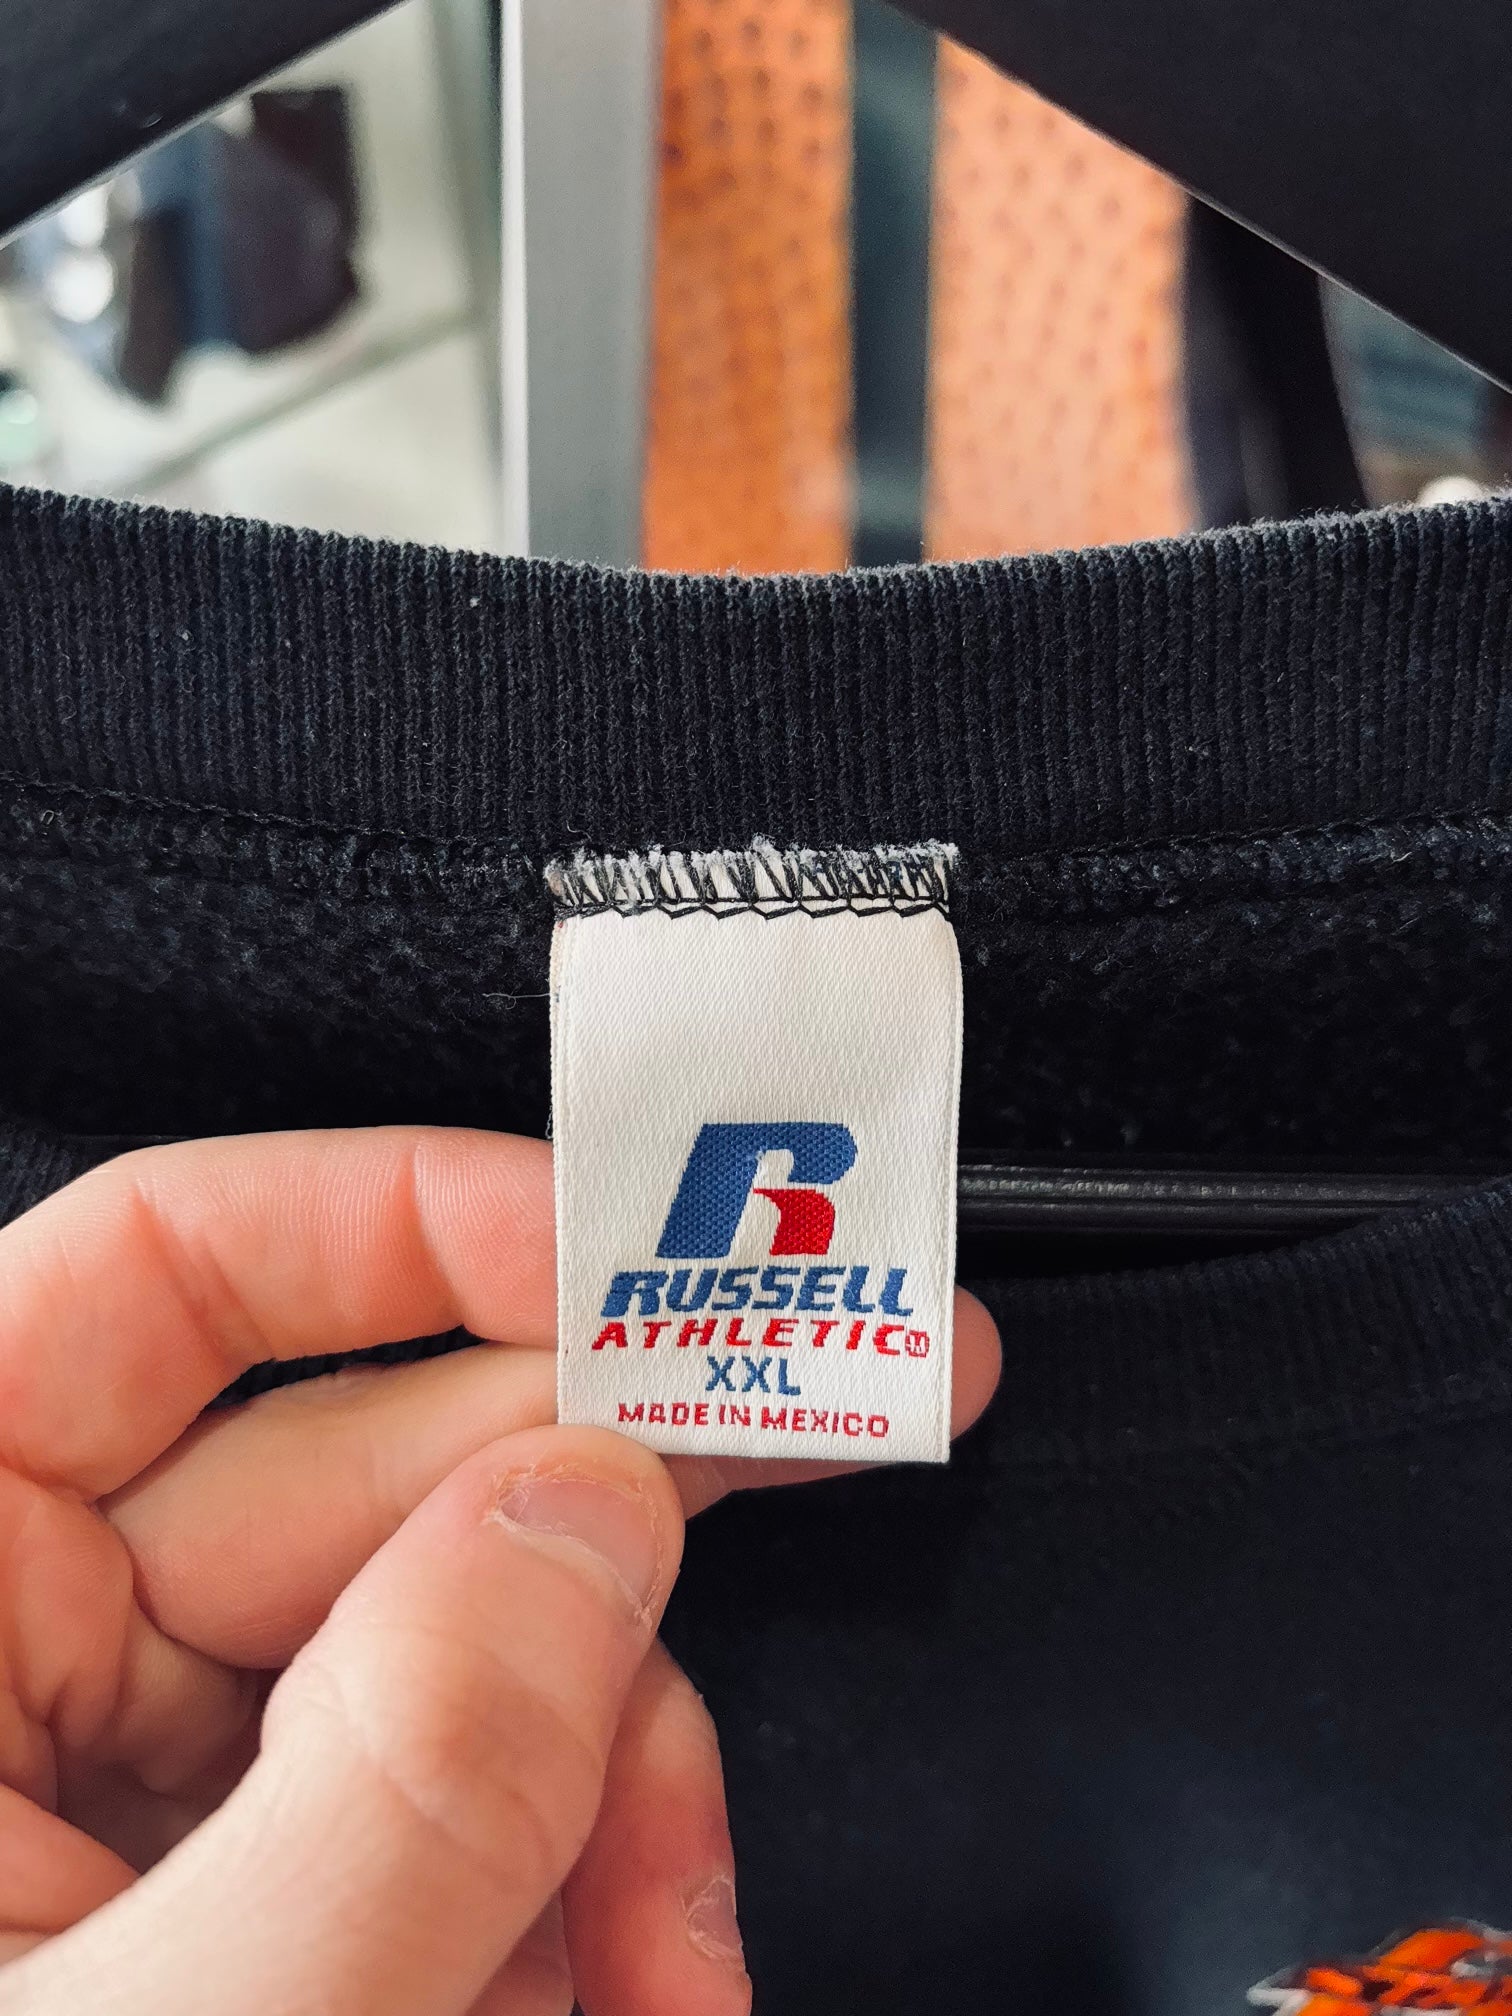 R
RUSSELL
ATHLETIC Ⓜ
XXL
MADE IN MEXICO